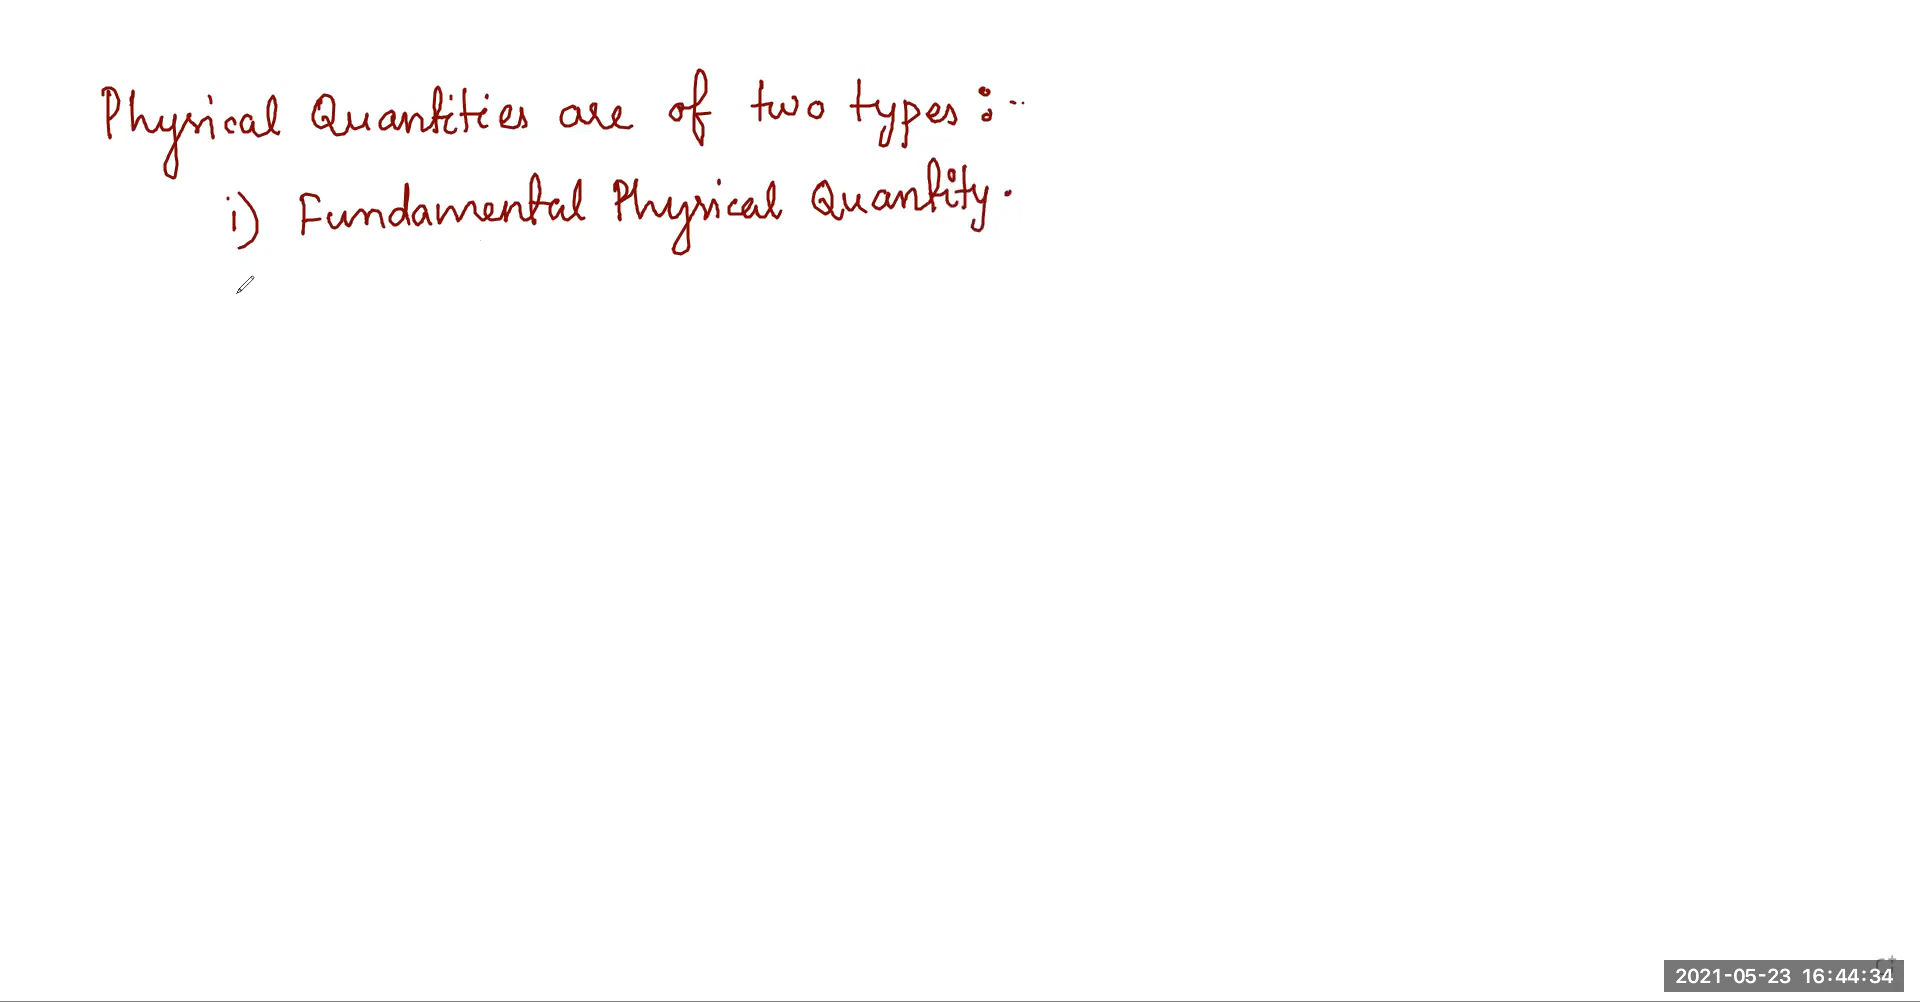 Physical Quantities are of two types :-
i) Fundamental Physical Quantity.
2021-05-23 16:44:34